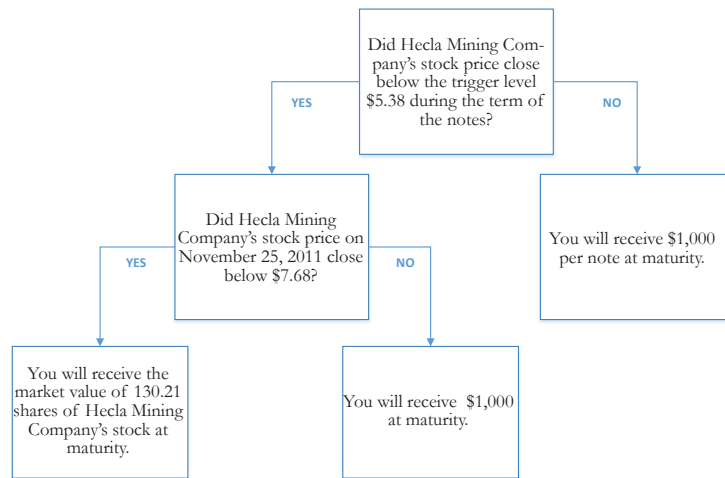 Did Hecla Mining Com-
pany's stock price close
below the trigger level
$5.38 during the term of
the notes?
YES
NO
Did Hecla Mining
Company's stock price on
November 25, 2011 close
below $7.68?
You will receive $1,000
per note at maturity.
YES
NO
You will receive the
market value of 130.21
shares of Hecla Mining
Company's stock at
maturity.
You will receive $1,000
at maturity.